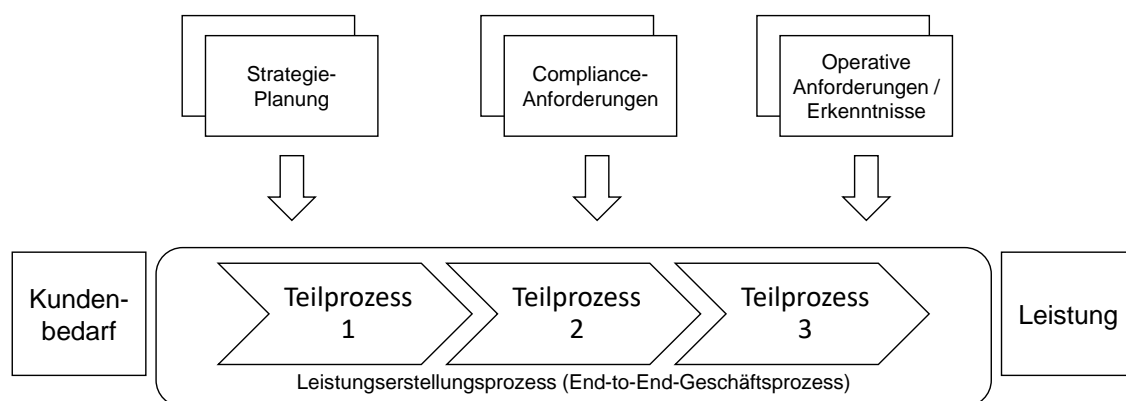 Strategie-
Planung
Compliance-
Anforderungen
Operative
Anforderungen /
Erkenntnisse
Kunden-
bedarf
Teilprozess
1
Teilprozess
2
Teilprozess
3
Leistung
Leistungserstellungsprozess (End-to-End-Geschäftsprozess)